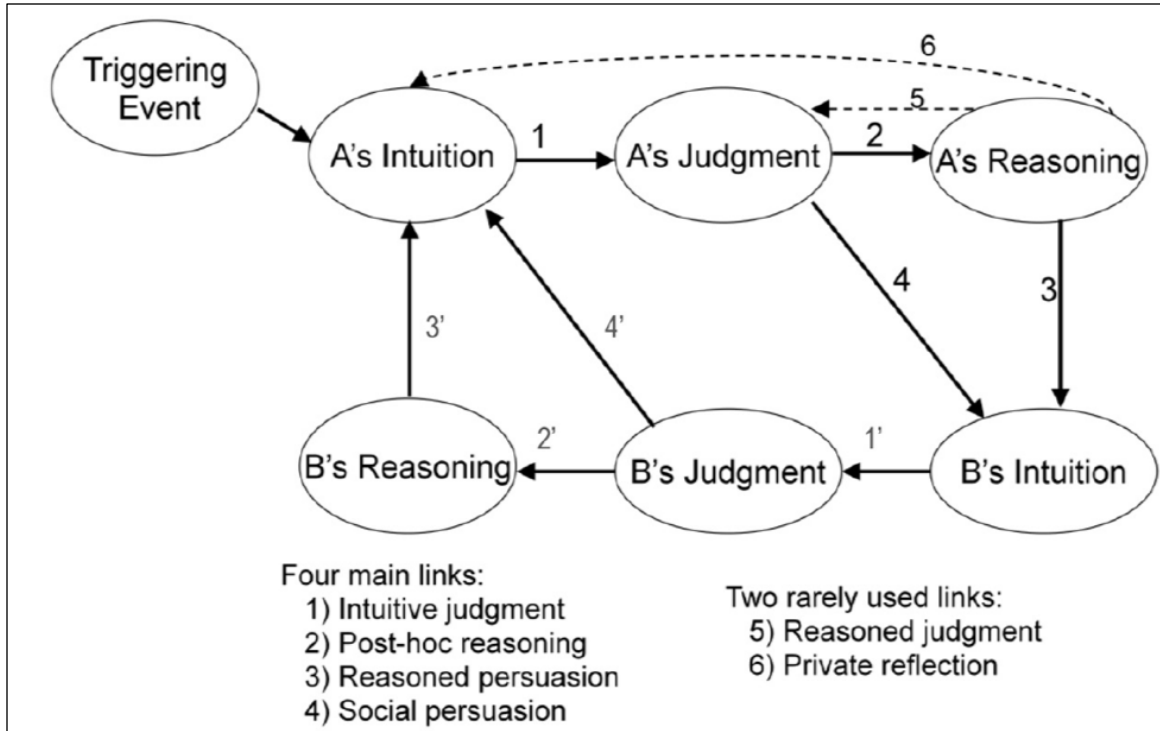 6
Triggering
Event
5
1
2
A's Intuition
A's Judgment
A's Reasoning
4
3
3’
4’
2’
1’
B's Reasoning
B's Judgment
B's Intuition
Four main links:
1) Intuitive judgment
2) Post-hoc reasoning
3) Reasoned persuasion
4) Social persuasion
Two rarely used links:
5) Reasoned judgment
6) Private reflection